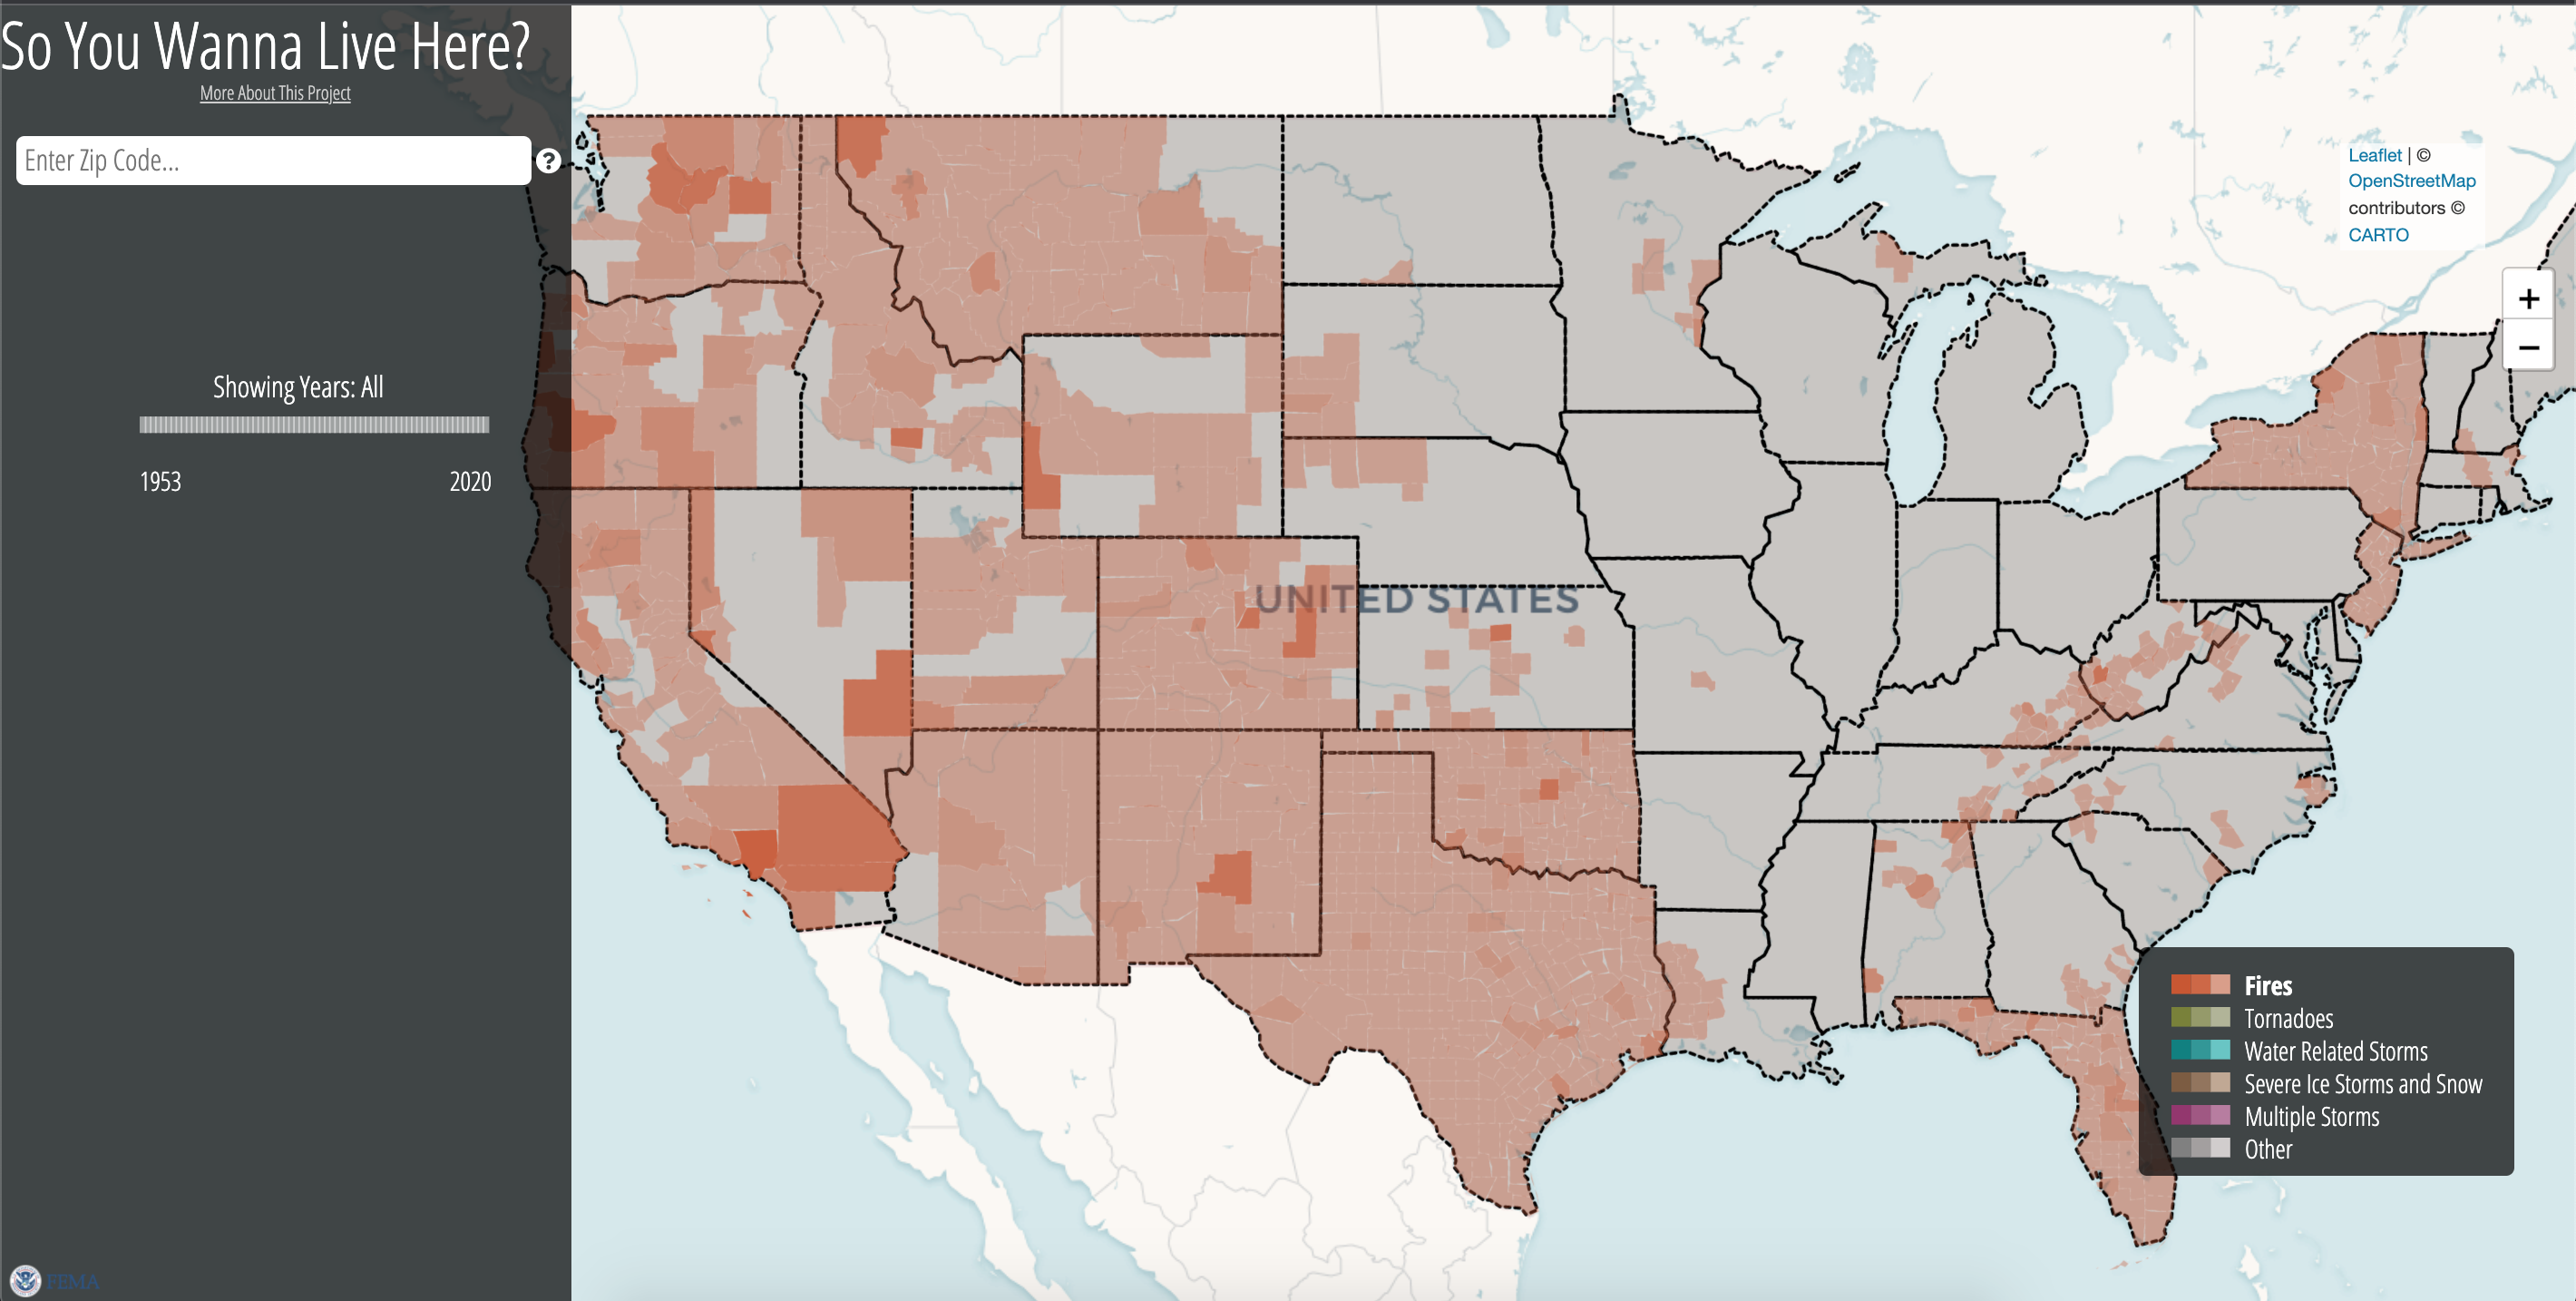 So You Wanna Live Here?
More About This Project
Enter Zip Code...
?
Showing Years: All
1953 2020
FEMA
UNITED STATES
Leaflet | ©
OpenStreetMap
contributors ©
CARTO
+
−
Fires
Tornadoes
Water Related Storms
Severe Ice Storms and Snow
Multiple Storms
Other